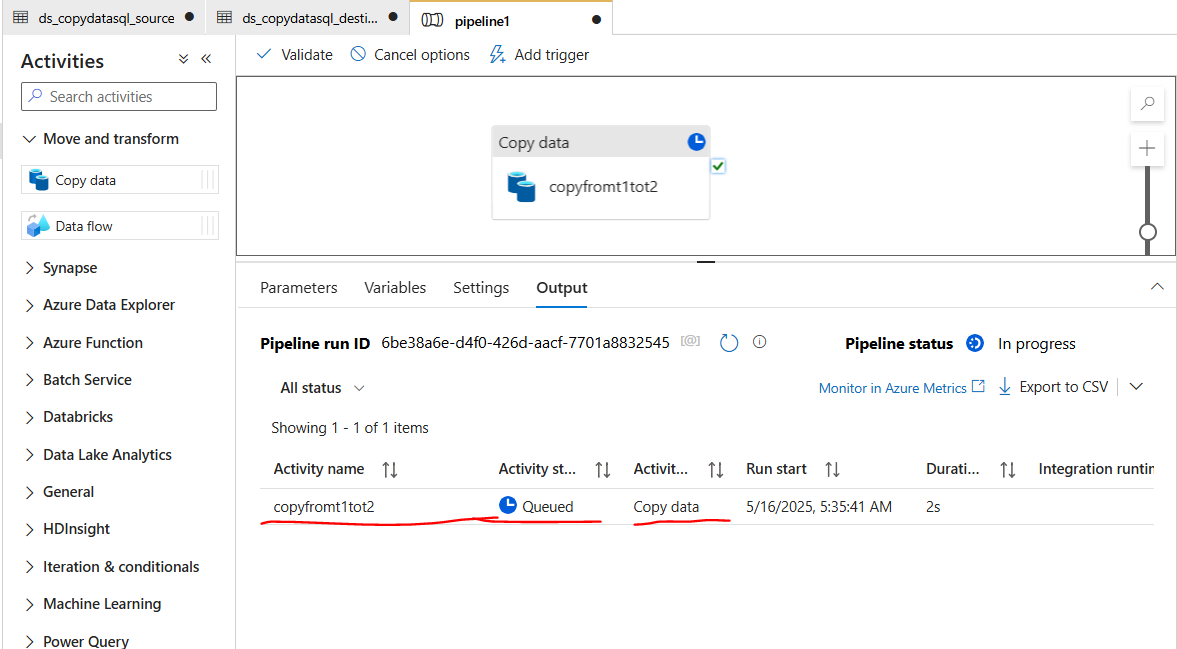 ds_copydatasql_source
ds_copydatasql_desti...
pipeline1
Activities
Search activities
Move and transform
Copy data
Data flow
Synapse
Azure Data Explorer
Azure Function
Batch Service
Databricks
Data Lake Analytics
General
HDInsight
Iteration & conditionals
Machine Learning
Power Query
Validate Cancel options Add trigger
Copy data
copyfromt1tot2
Parameters Variables Settings Output
Pipeline run ID 6be38a6e-d4f0-426d-aacf-7701a8832545 [@] Pipeline status In progress
All status Monitor in Azure Metrics Export to CSV
Showing 1 - 1 of 1 items
Activity name Activity st... Activit... Run start Durati... Integration runtin
copyfromt1tot2 Queued Copy data 5/16/2025, 5:35:41 AM 2s